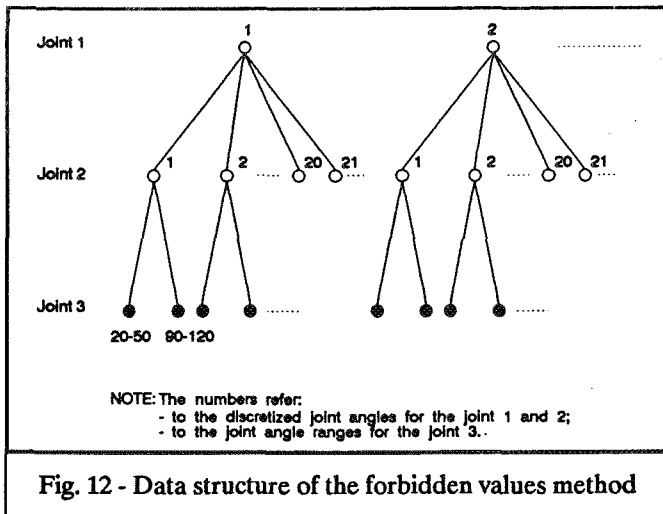 Joint 1 1 2
Joint 2 1 2 20 21 1 2 20 21
Joint 3
20-50 90-120
NOTE: The numbers refer:
- to the discretized joint angles for the joint 1 and 2;
- to the joint angle ranges for the joint 3.
Fig. 12 - Data structure of the forbidden values method